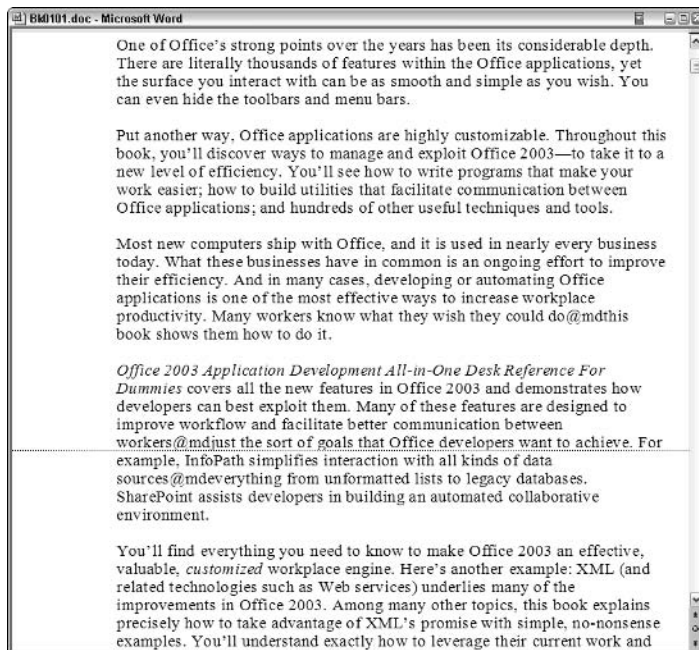 Bk0101.doc - Microsoft Word
One of Office's strong points over the years has been its considerable depth.
There are literally thousands of features within the Office applications, yet
the surface you interact with can be as smooth and simple as you wish. You
can even hide the toolbars and menu bars.
Put another way, Office applications are highly customizable. Throughout this
book, you'll discover ways to manage and exploit Office 2003—to take it to a
new level of efficiency. You'll see how to write programs that make your
work easier; how to build utilities that facilitate communication between
Office applications; and hundreds of other useful techniques and tools.
Most new computers ship with Office, and it is used in nearly every business
today. What these businesses have in common is an ongoing effort to improve
their efficiency. And in many cases, developing or automating Office
applications is one of the most effective ways to increase workplace
productivity. Many workers know what they wish they could do@mdthis
book shows them how to do it.
Office 2003 Application Development All-in-One Desk Reference For
Dummies covers all the new features in Office 2003 and demonstrates how
developers can best exploit them. Many of these features are designed to
improve workflow and facilitate better communication between
workers@mdjust the sort of goals that Office developers want to achieve. For
example, InfoPath simplifies interaction with all kinds of data
sources@mdeverything from unformatted lists to legacy databases.
SharePoint assists developers in building an automated collaborative
environment.
You'll find everything you need to know to make Office 2003 an effective,
valuable, customized workplace engine. Here's another example: XML (and
related technologies such as Web services) underlies many of the
improvements in Office 2003. Among many other topics, this book explains
precisely how to take advantage of XML's promise with simple, no-nonsense
examples. You'll understand exactly how to leverage their current work and